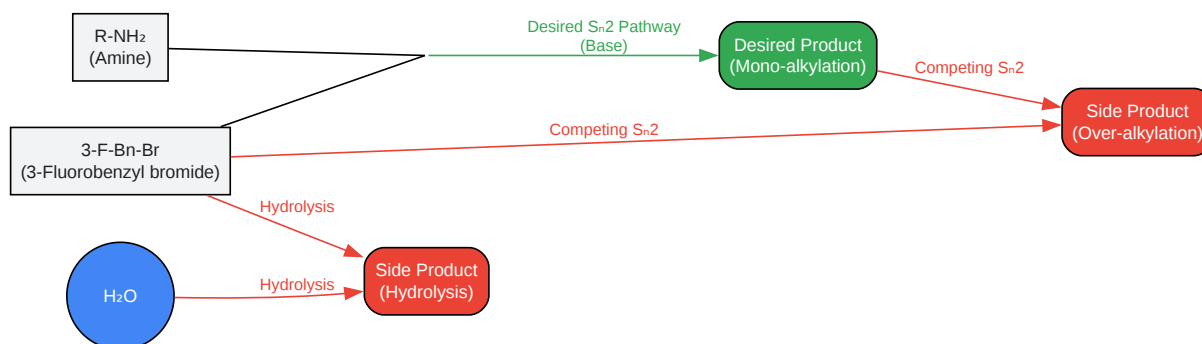 R-NH₂
(Amine)
Desired Sₙ2 Pathway
(Base)
Desired Product
(Mono-alkylation)
Competing Sₙ2
Side Product
(Over-alkylation)
Competing Sₙ2
3-F-Bn-Br
(3-Fluorobenzyl bromide)
Hydrolysis
H₂O
Hydrolysis
Side Product
(Hydrolysis)